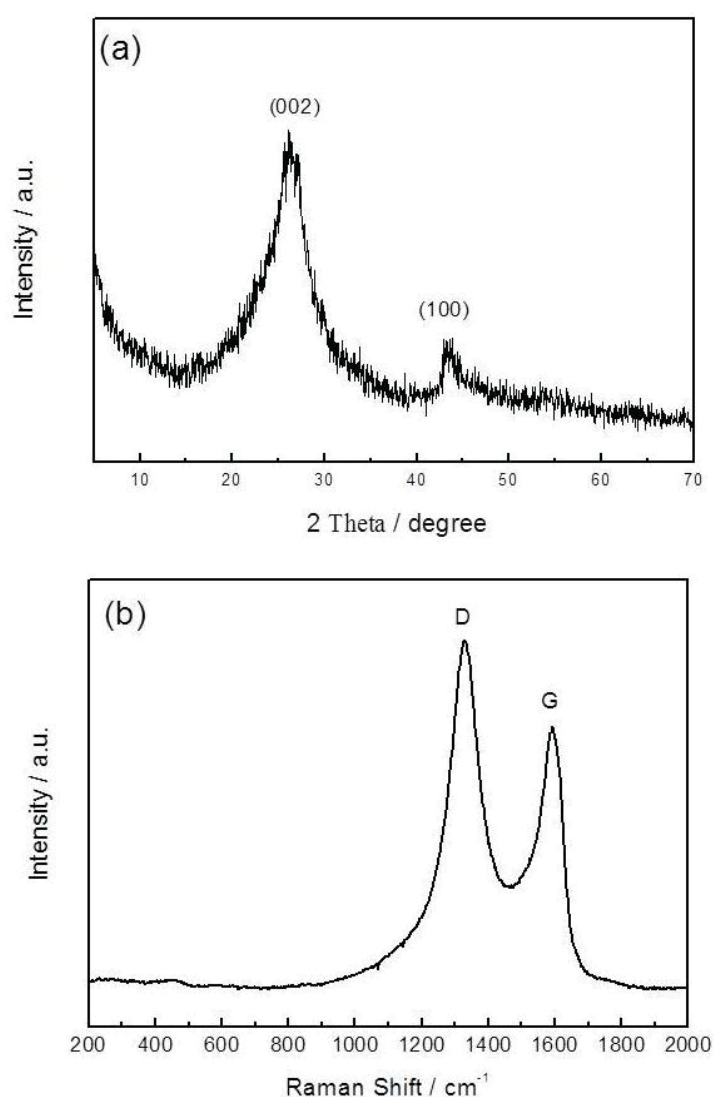 (a)
(002)
(100)
Intensity / a.u.
10 20 30 40 50 60 70
2 Theta / degree
(b)
D
G
Intensity / a.u.
200 400 600 800 1000 1200 1400 1600 1800 2000
Raman Shift / cm⁻¹